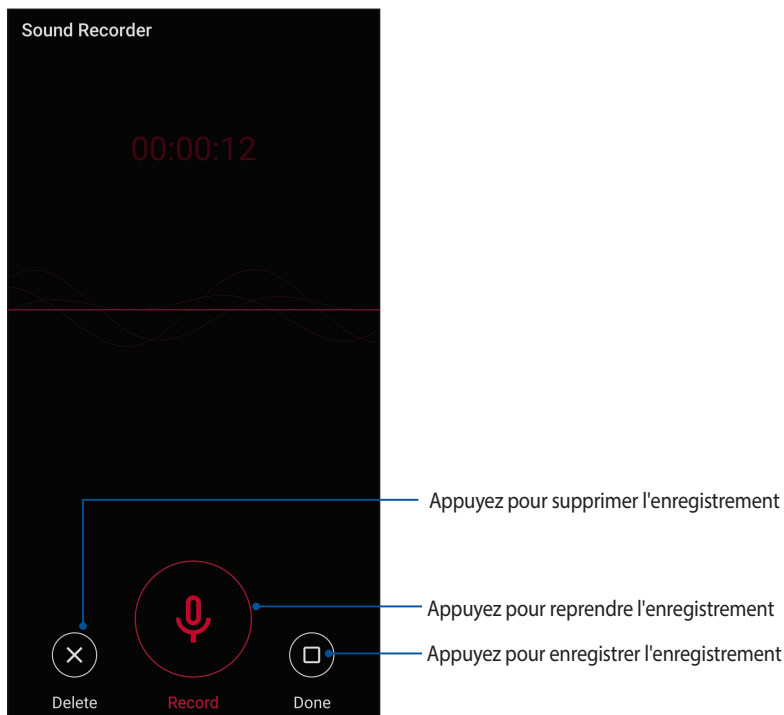 Sound Recorder
00:00:12
Appuyez pour supprimer l'enregistrement
Appuyez pour reprendre l'enregistrement
Appuyez pour enregistrer l'enregistrement
Delete
Record
Done